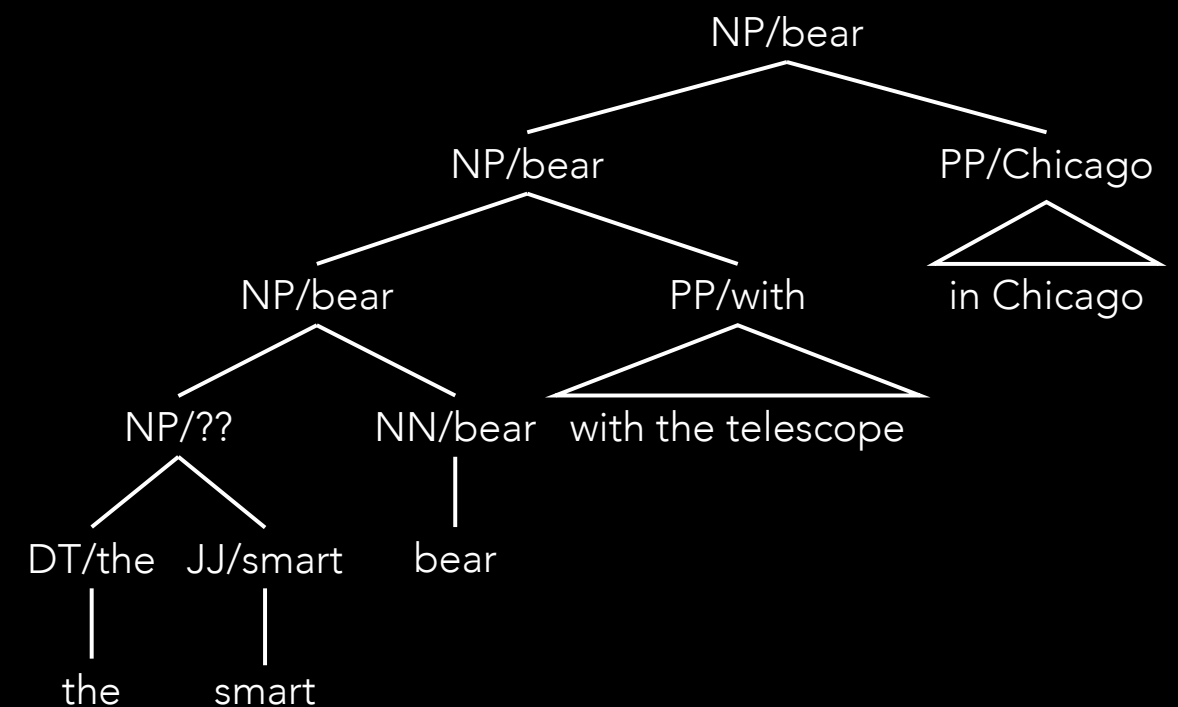 NP/bear
NP/bear PP/Chicago
NP/bear PP/with in Chicago
NP/?? NN/bear with the telescope
DT/the JJ/smart bear
the smart